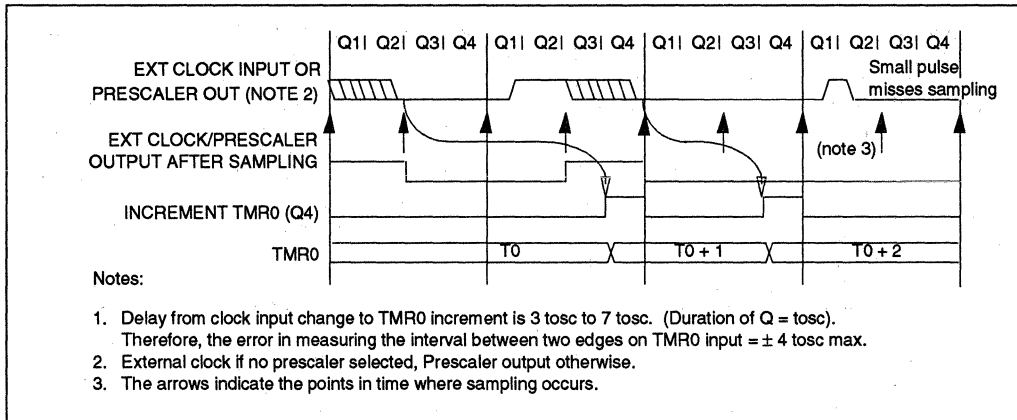 Q1| Q2| Q3| Q4 Q1| Q2| Q3| Q4 Q1| Q2| Q3| Q4 Q1| Q2| Q3| Q4
EXT CLOCK INPUT OR
PRESCALER OUT (NOTE 2)
Small pulse
misses sampling
EXT CLOCK/PRESCALER
OUTPUT AFTER SAMPLING
(note 3)
INCREMENT TMR0 (Q4)
TMR0 T0 T0 + 1 T0 + 2
Notes:
1. Delay from clock input change to TMR0 increment is 3 tosc to 7 tosc. (Duration of Q = tosc).
Therefore, the error in measuring the interval between two edges on TMR0 input = ± 4 tosc max.
2. External clock if no prescaler selected, Prescaler output otherwise.
3. The arrows indicate the points in time where sampling occurs.